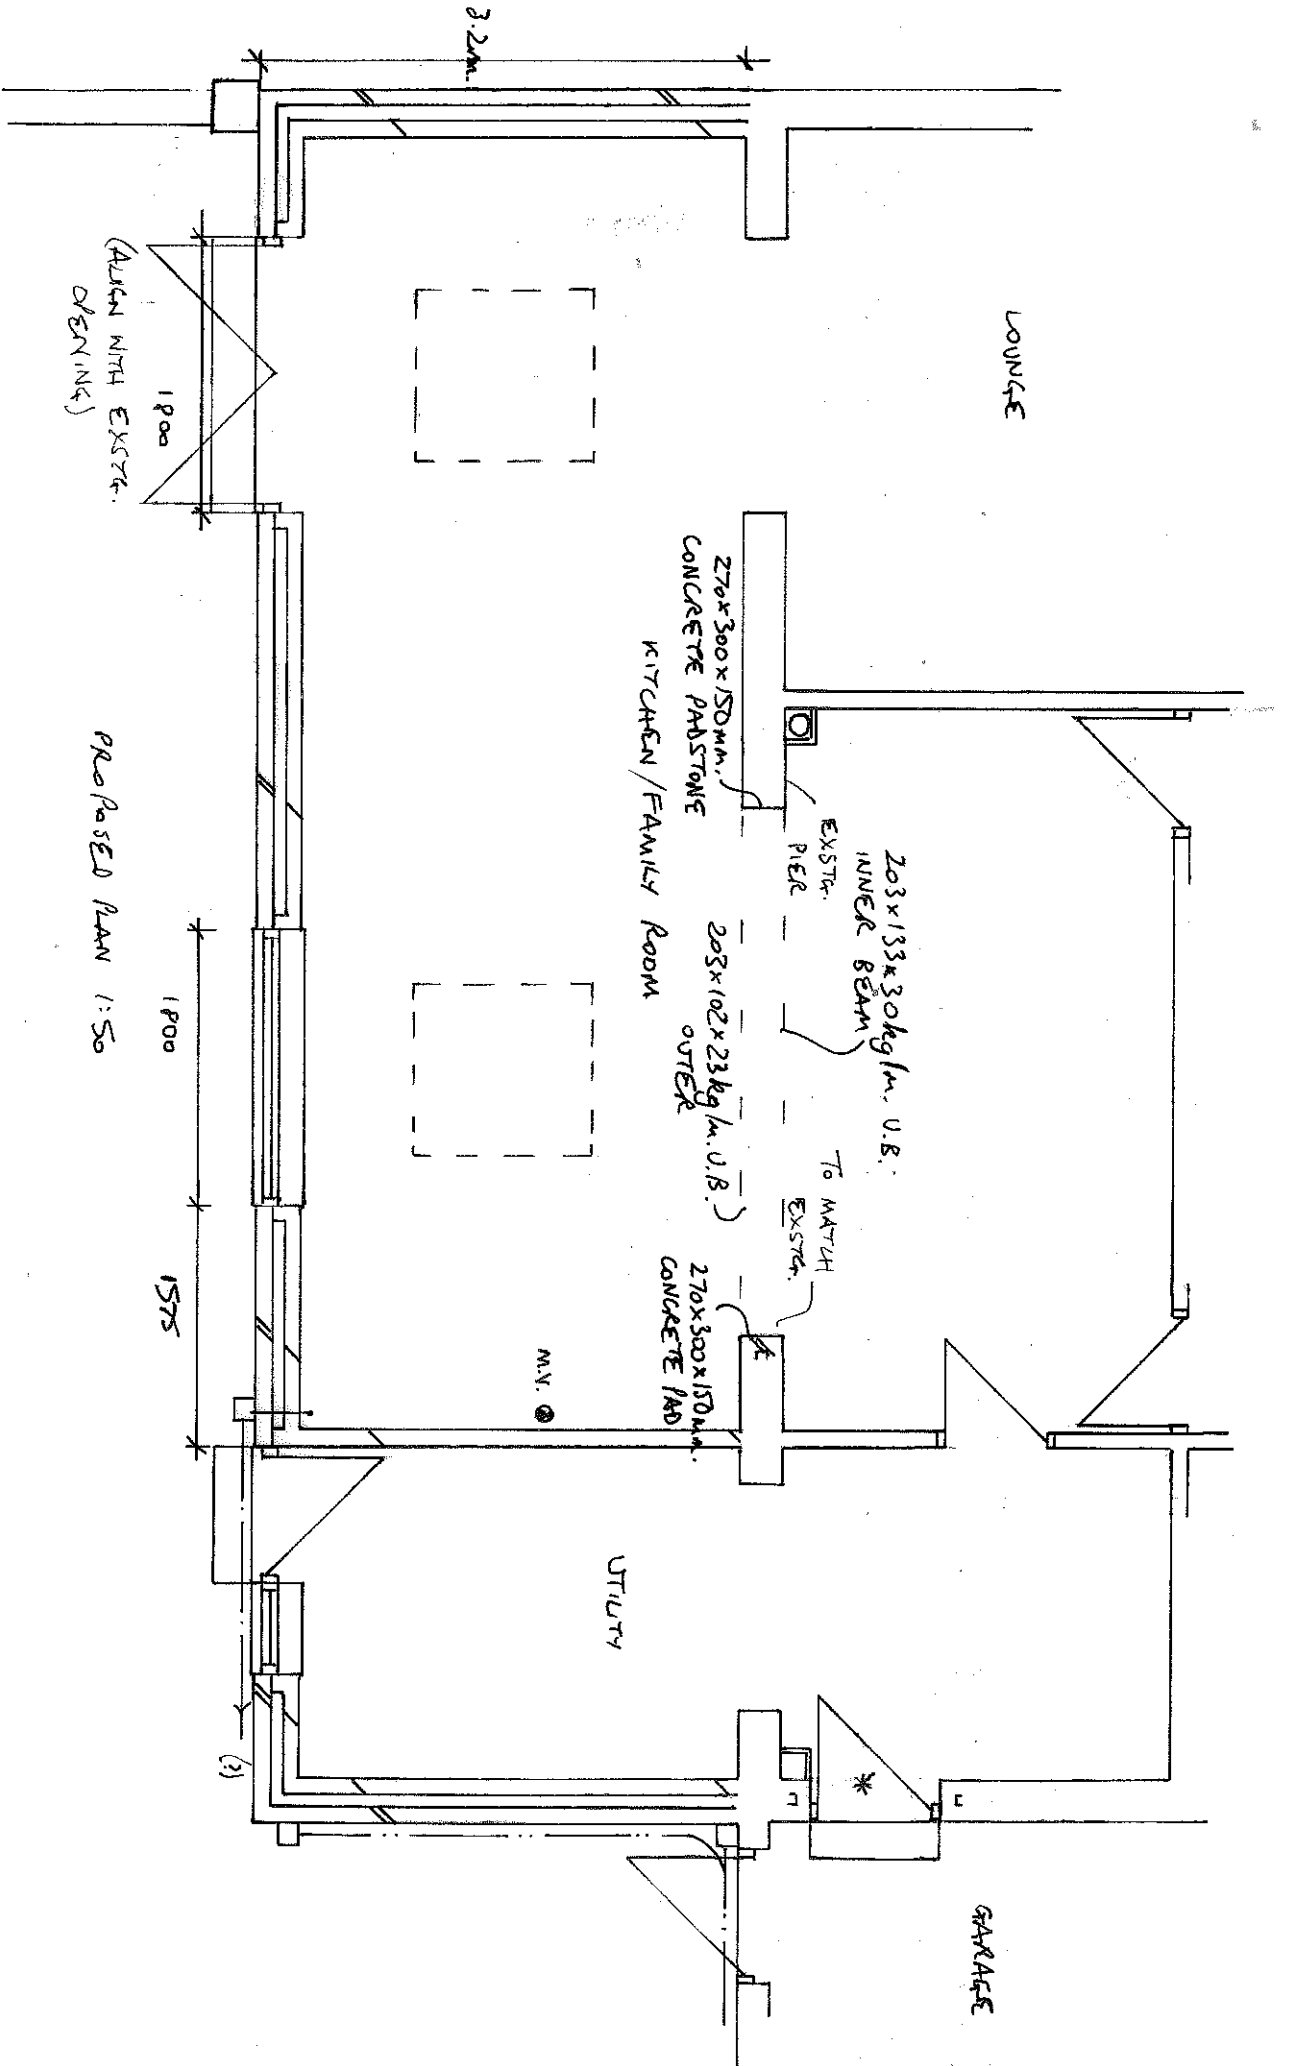 3.2m.
LOUNGE
(ALIGN WITH EXSTG.
OPENING)
1800
270x300x150mm.
CONCRETE PADSTONE
KITCHEN/FAMILY ROOM
EXSTG.
PIER
203x133x30kg/m. U.B.
INNER BEAM
203x102x23kg/m. U.B.)
OUTER
TO MATCH
EXSTG.
270x300x150mm.
CONCRETE PAD
PROPOSED PLAN 1:50
1800
1575
M.V.
UTILITY
(?)
*
GARAGE